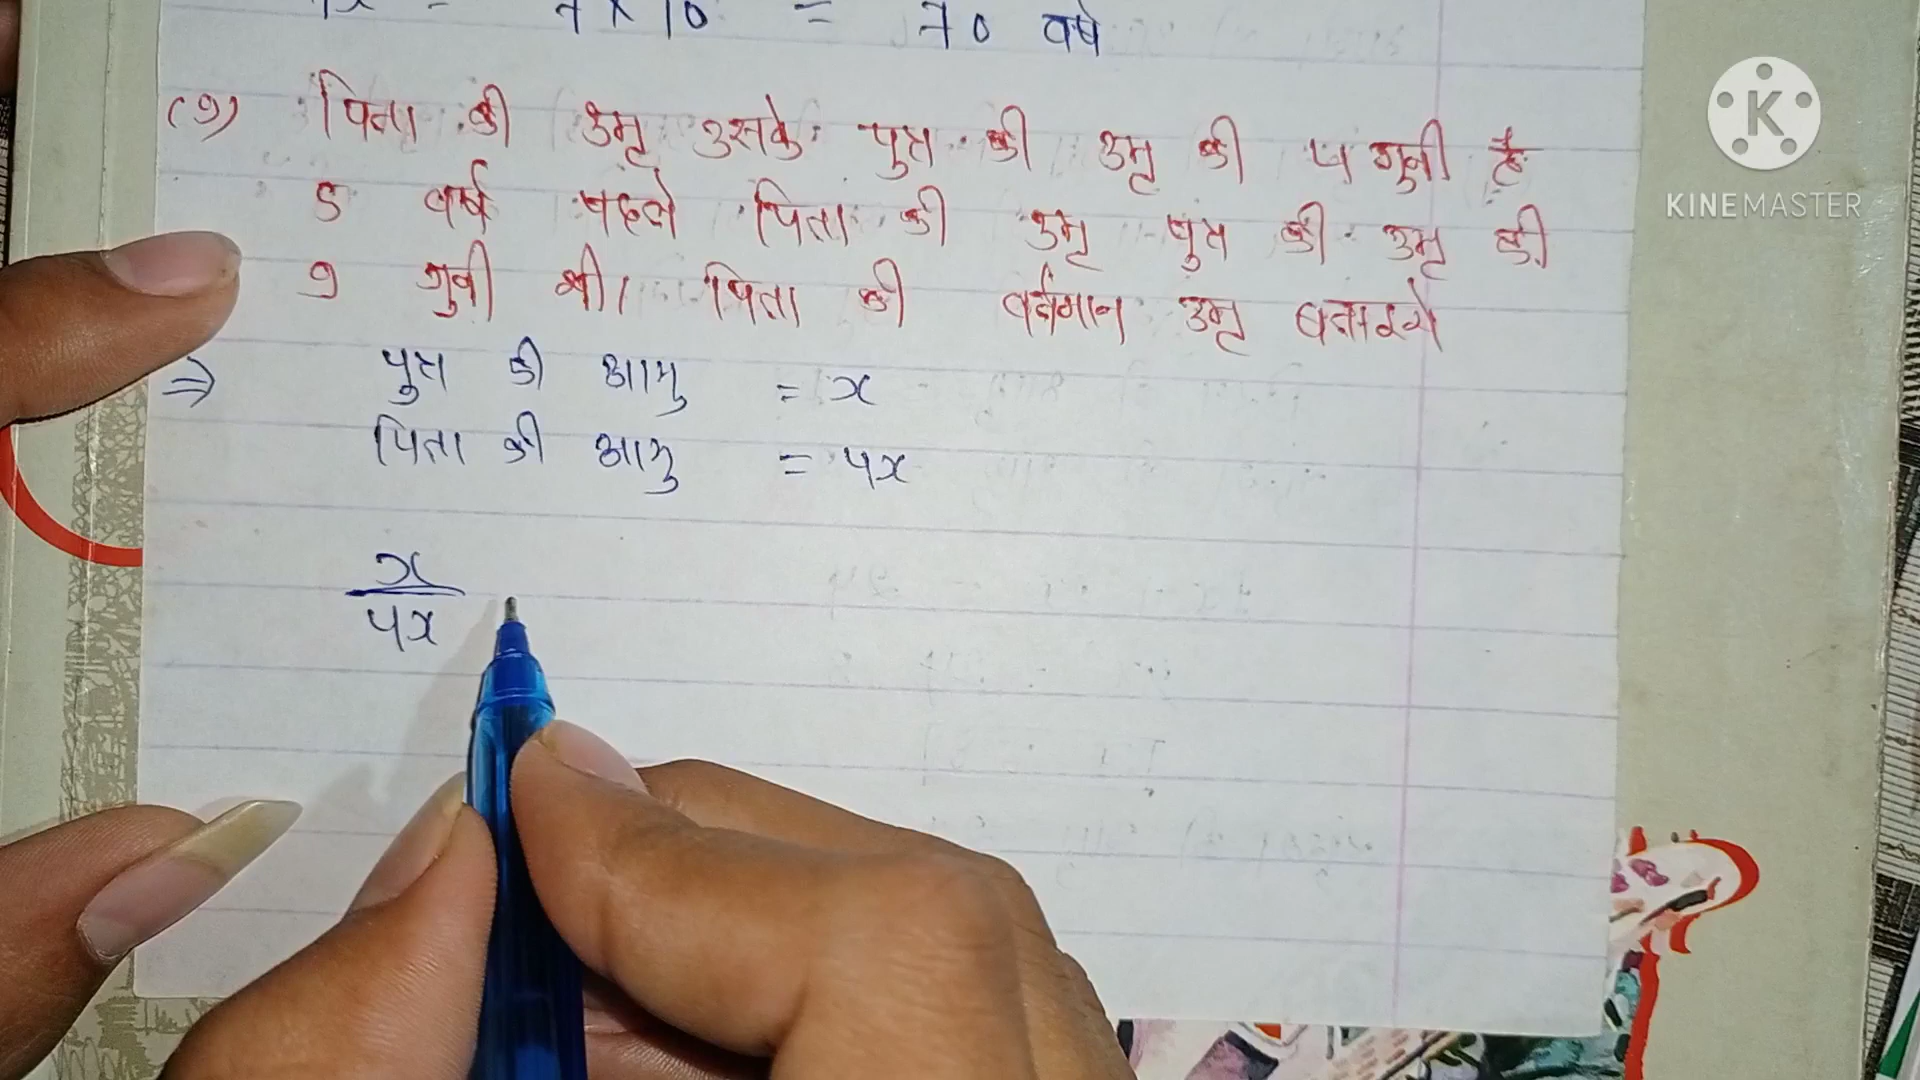 = 7 x 10 = 70 वर्ष
(9) पिता की उमृ उसके पुत्र की उमृ की 4 गुनी है
5 वर्ष पहले पिता की उमृ पुत्र की उमृ की
9 गुनी थी। पिता की वर्तमान उमृ बताइये
⇒ पुत्र की आयु = x
पिता की आयु = 4x
x
4x
K
KINEMASTER